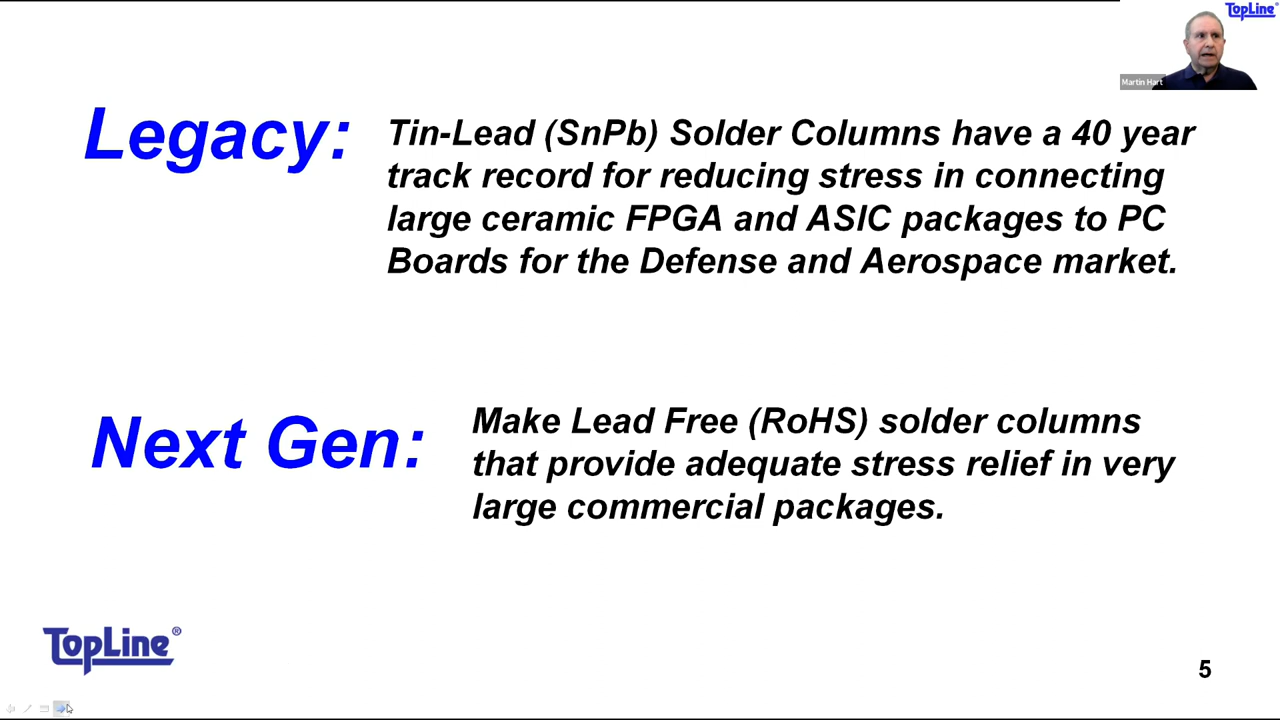 TopLine®
Martin Hart
Legacy:
Tin-Lead (SnPb) Solder Columns have a 40 year
track record for reducing stress in connecting
large ceramic FPGA and ASIC packages to PC
Boards for the Defense and Aerospace market.
Next Gen:
Make Lead Free (RoHS) solder columns
that provide adequate stress relief in very
large commercial packages.
TopLine®
5